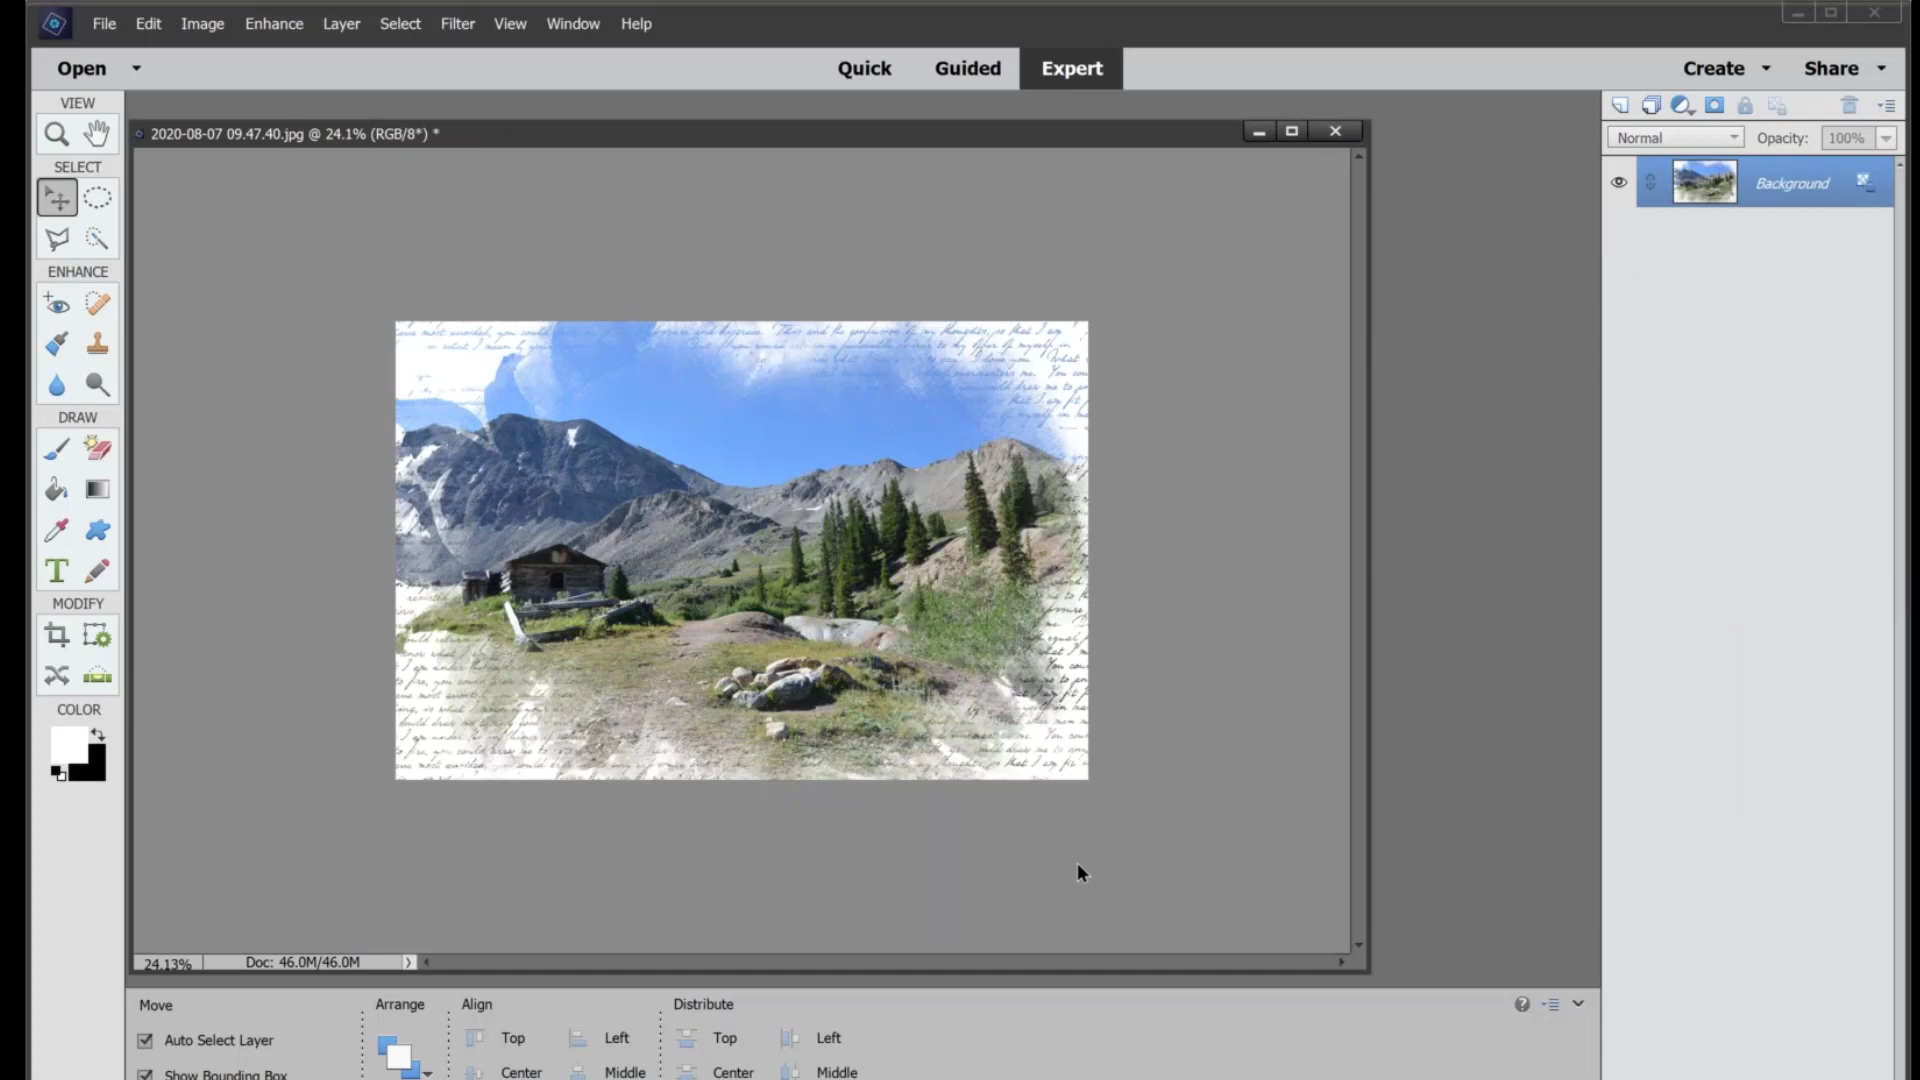 File Edit Image Enhance Layer Select Filter View Window Help
Open Quick Guided Expert Create Share
VIEW
SELECT
ENHANCE
DRAW
MODIFY
COLOR
2020-08-07 09.47.40.jpg @ 24.1% (RGB/8*) *
Normal Opacity: 100%
Background
24.13% Doc: 46.0M/46.0M
Move Arrange Align Distribute
Auto Select Layer Top Left Top Left
Show Bounding Box Center Middle Center Middle